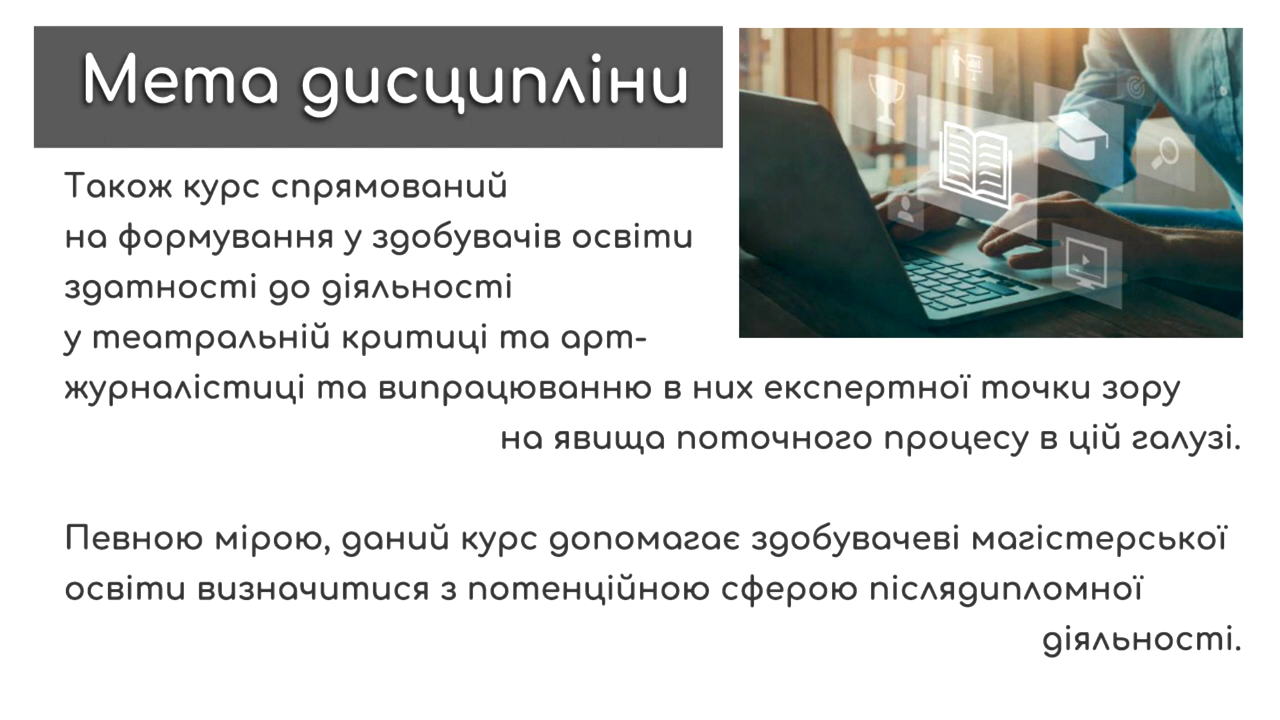 Мета дисципліни
Також курс спрямований
на формування у здобувачів освіти
здатності до діяльності
у театральній критиці та арт-
журналістиці та випрацюванню в них експертної точки зору
на явища поточного процесу в цій галузі.
Певною мірою, даний курс допомагає здобувачеві магістерської
освіти визначитися з потенційною сферою післядипломної
діяльності.